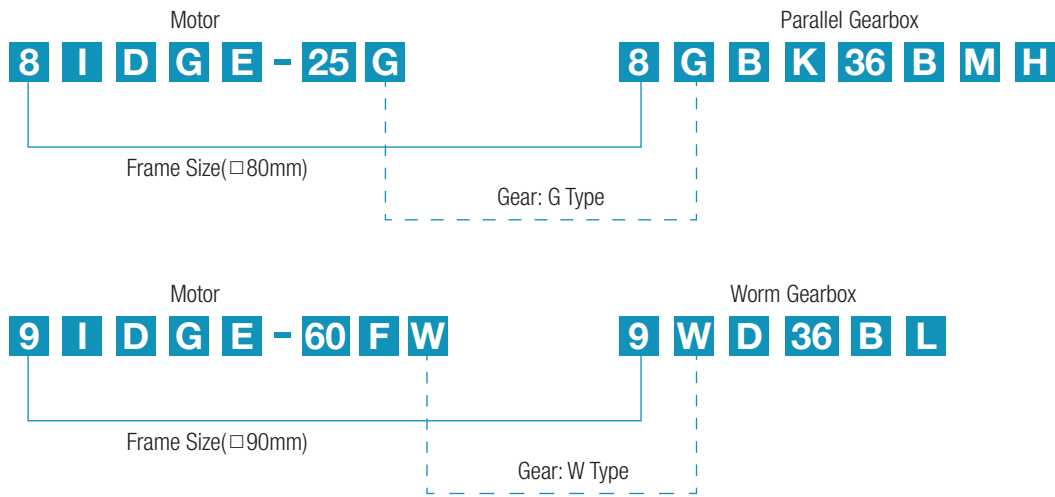 Motor
Parallel Gearbox
8 I D G E - 25 G
8 G B K 36 B M H
Frame Size(□80mm)
Gear: G Type
Motor
Worm Gearbox
9 I D G E - 60 F W
9 W D 36 B L
Frame Size(□90mm)
Gear: W Type